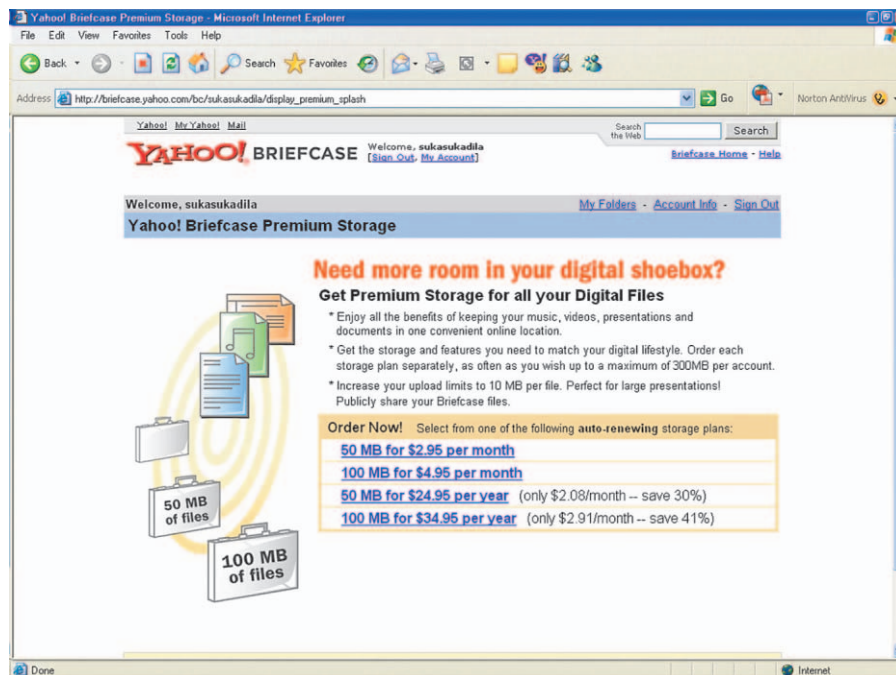 Yahoo! Briefcase Premium Storage - Microsoft Internet Explorer
File Edit View Favorites Tools Help
Back Search Favorites
Address http://briefcase.yahoo.com/bc/sukasukadila/display_premium_splash Go Norton AntiVirus
Yahoo! My Yahoo! Mail
Search the Web Search
YAHOO! BRIEFCASE
Welcome, sukasukadila
[Sign Out, My Account]
Briefcase Home - Help
Welcome, sukasukadila My Folders - Account Info - Sign Out
Yahoo! Briefcase Premium Storage
Need more room in your digital shoebox?
Get Premium Storage for all your Digital Files
* Enjoy all the benefits of keeping your music, videos, presentations and
documents in one convenient online location.
* Get the storage and features you need to match your digital lifestyle. Order each
storage plan separately, as often as you wish up to a maximum of 300MB per account.
* Increase your upload limits to 10 MB per file. Perfect for large presentations!
Publicly share your Briefcase files.
Order Now! Select from one of the following auto-renewing storage plans:
50 MB for $2.95 per month
100 MB for $4.95 per month
50 MB for $24.95 per year (only $2.08/month -- save 30%)
100 MB for $34.95 per year (only $2.91/month -- save 41%)
50 MB
of files
100 MB
of files
Done Internet